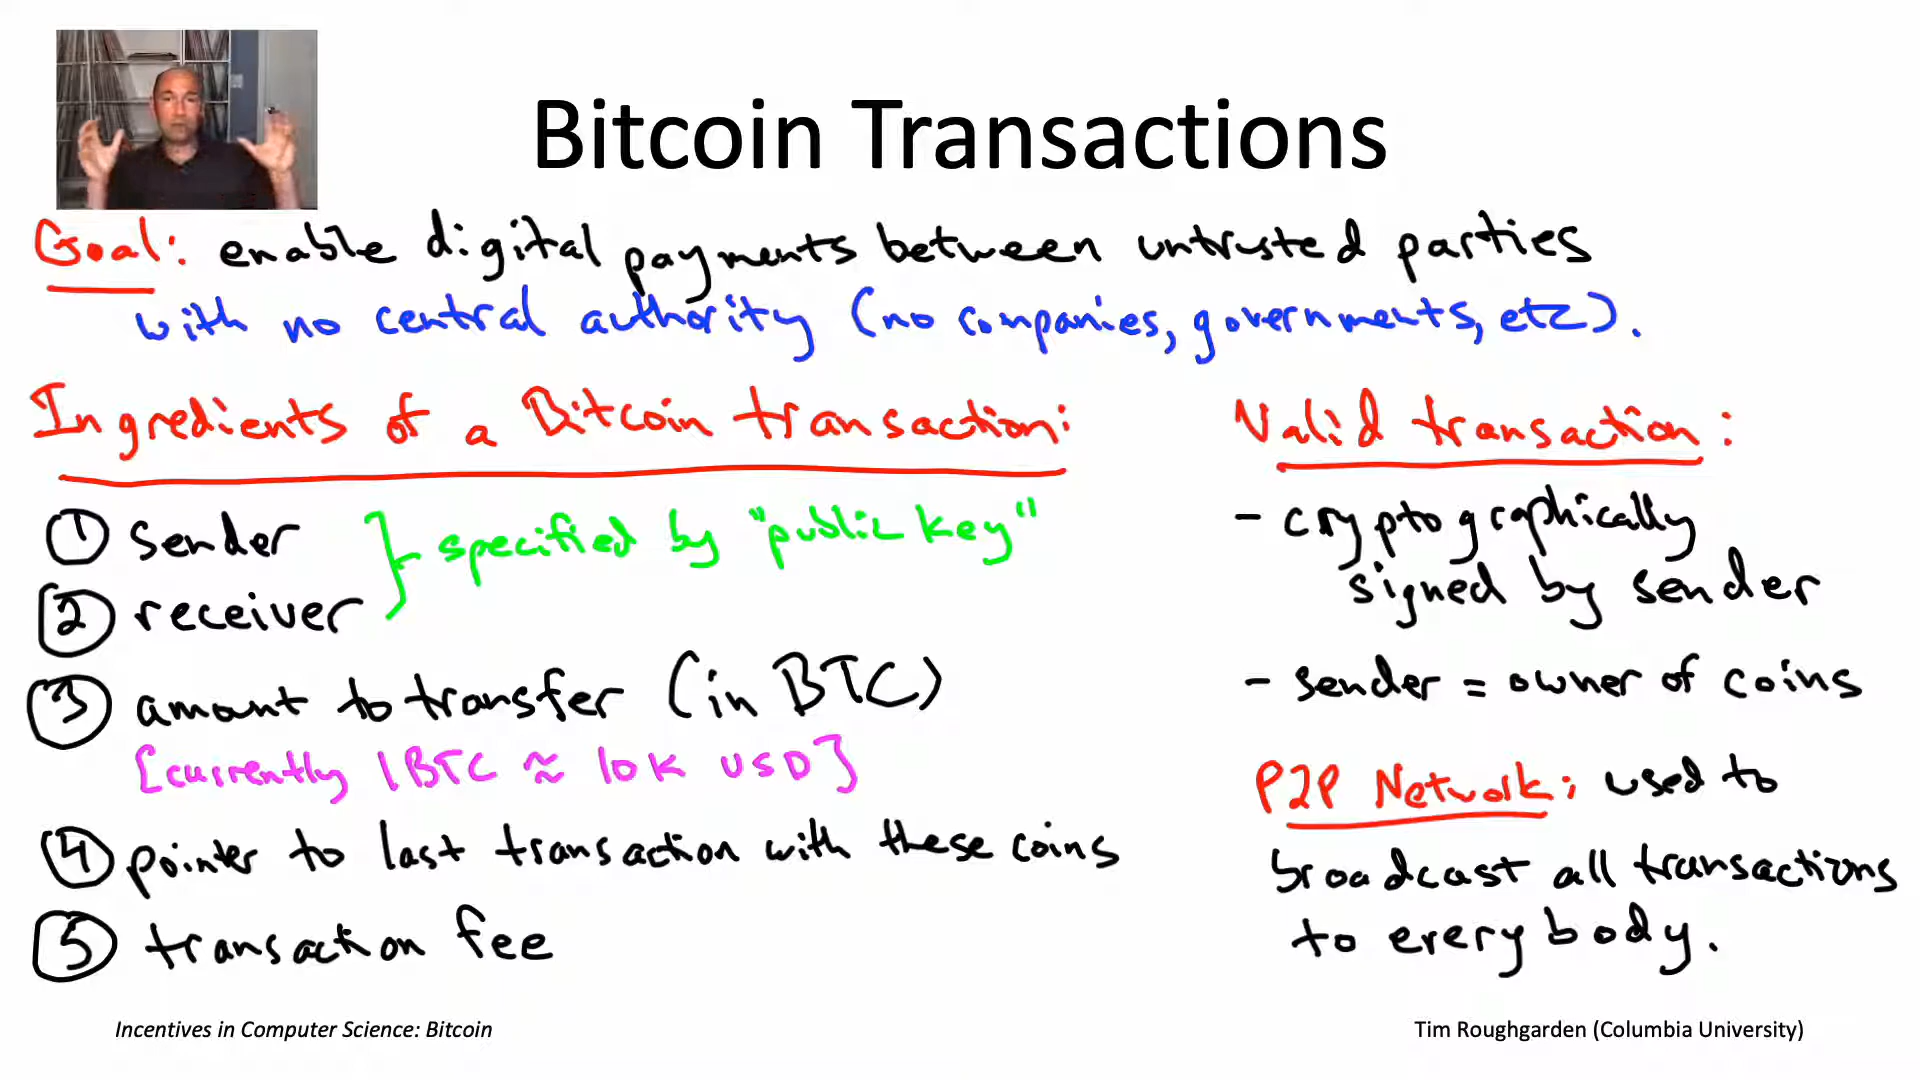 Bitcoin Transactions
Goal: enable digital payments between untrusted parties
with no central authority (no companies, governments, etc).
Ingredients of a Bitcoin transaction:
① sender } specified by "public key"
② receiver
③ amount to transfer (in BTC)
[currently 1BTC ≈ 10K USD]
④ pointer to last transaction with these coins
⑤ transaction fee
Valid transaction:
- cryptographically
signed by sender
- sender = owner of coins
P2P Network: used to
broadcast all transactions
to everybody.
Incentives in Computer Science: Bitcoin
Tim Roughgarden (Columbia University)